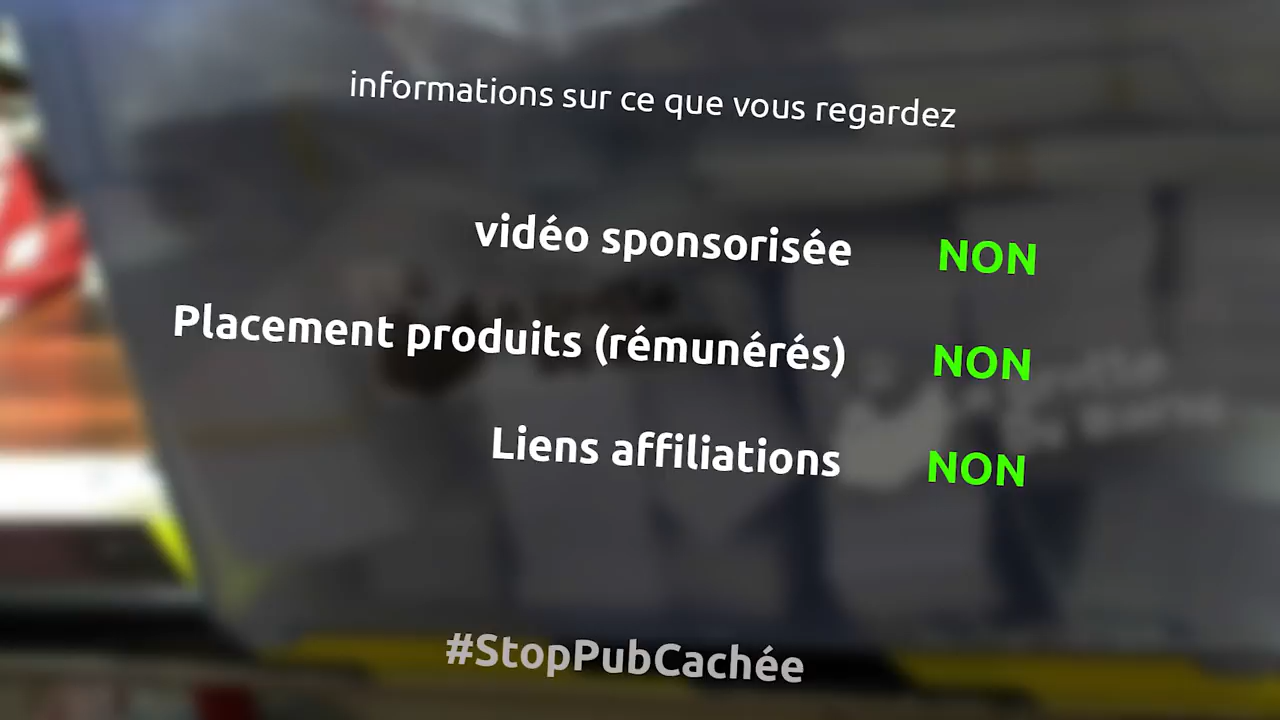 informations sur ce que vous regardez
vidéo sponsorisée NON
Placement produits (rémunérés) NON
Liens affiliations NON
#StopPubCachée